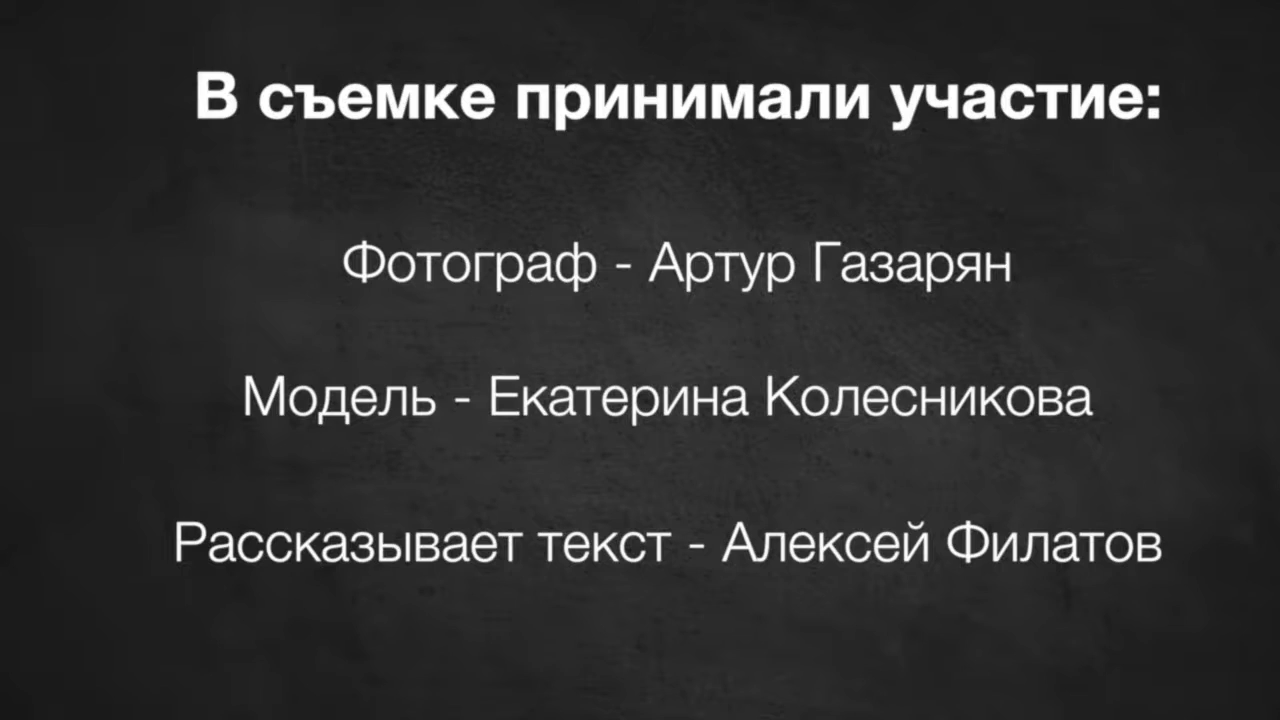 В съемке принимали участие:
Фотограф - Артур Газарян
Модель - Екатерина Колесникова
Рассказывает текст - Алексей Филатов